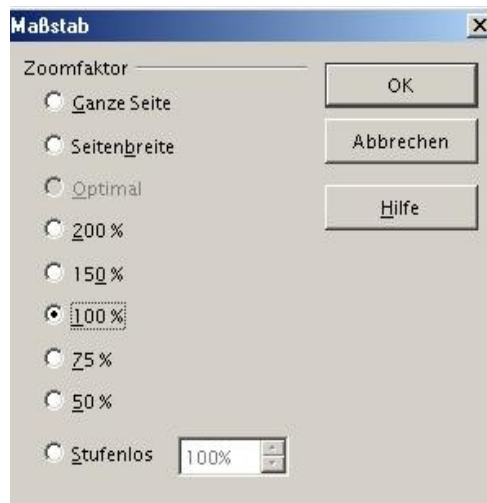 Maßstab
Zoomfaktor
Ganze Seite
Seitenbreite
Optimal
200 %
150 %
100 %
75 %
50 %
Stufenlos 100%
OK
Abbrechen
Hilfe